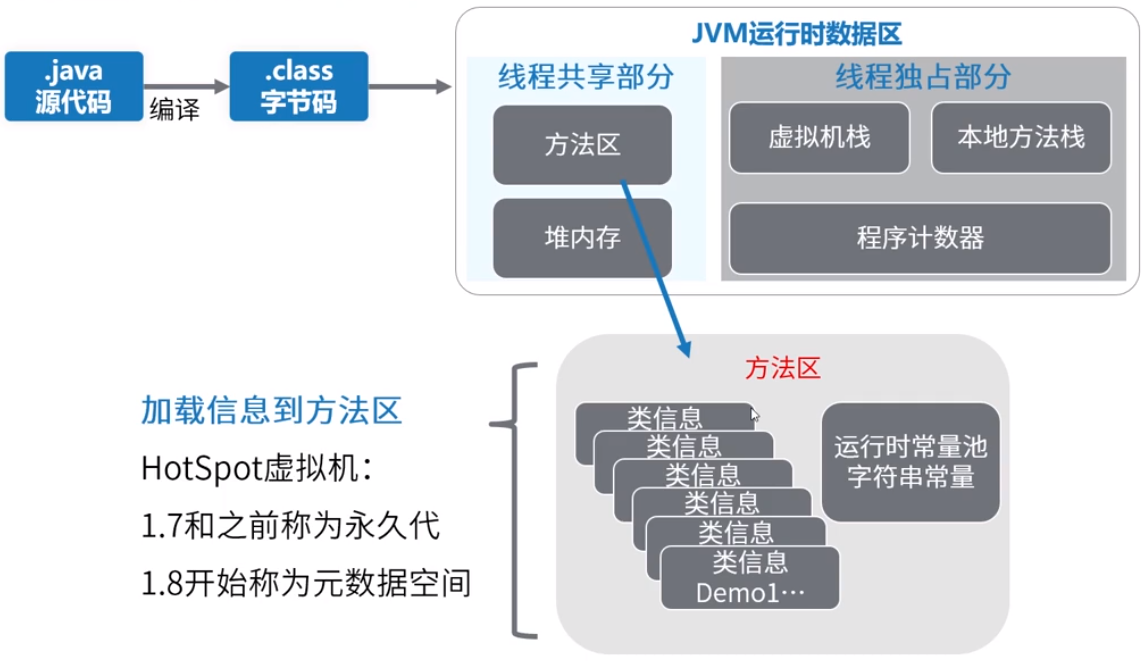 .java
源代码
编译
.class
字节码
JVM运行时数据区
线程共享部分
方法区
堆内存
线程独占部分
虚拟机栈
本地方法栈
程序计数器
加载信息到方法区
HotSpot虚拟机：
1.7和之前称为永久代
1.8开始称为元数据空间
方法区
类信息
类信息
类信息
类信息
类信息
类信息
Demo1…
运行时常量池
字符串常量